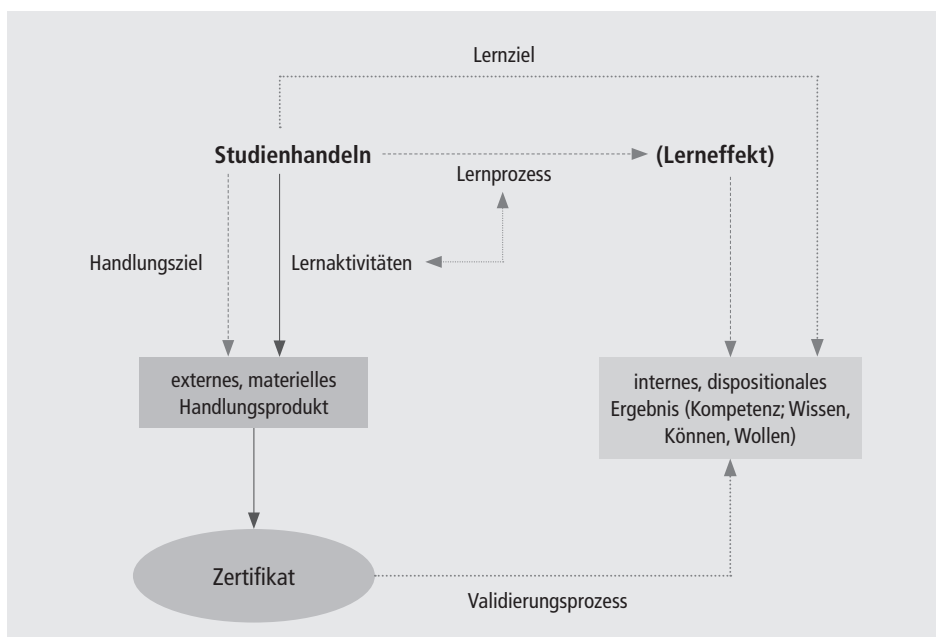 Lernziel
Studienhandeln
(Lerneffekt)
Lernprozess
Handlungsziel
Lernaktivitäten
externes, materielles
Handlungsprodukt
internes, dispositionales
Ergebnis (Kompetenz; Wissen,
Können, Wollen)
Zertifikat
Validierungsprozess